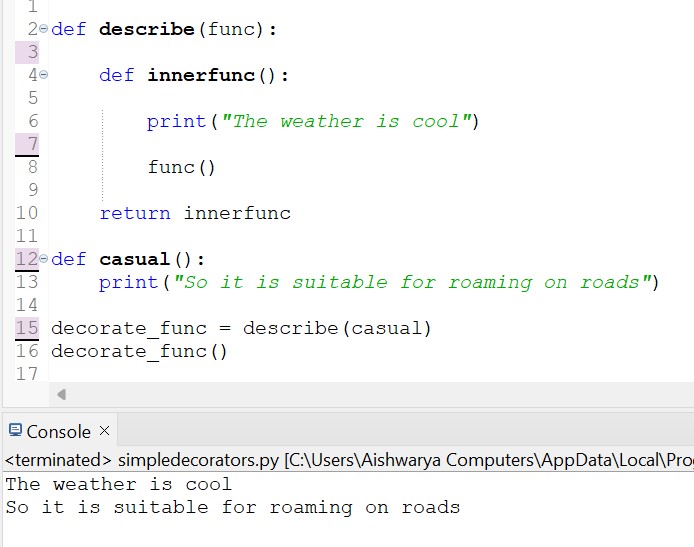 1
2 def describe(func):
3
4     def innerfunc():
5
6         print("The weather is cool")
7
8         func()
9
10     return innerfunc
11
12 def casual():
13     print("So it is suitable for roaming on roads")
14
15 decorate_func = describe(casual)
16 decorate_func()
17
Console ×
<terminated> simpledecorators.py [C:\Users\Aishwarya Computers\AppData\Local\Pro
The weather is cool
So it is suitable for roaming on roads